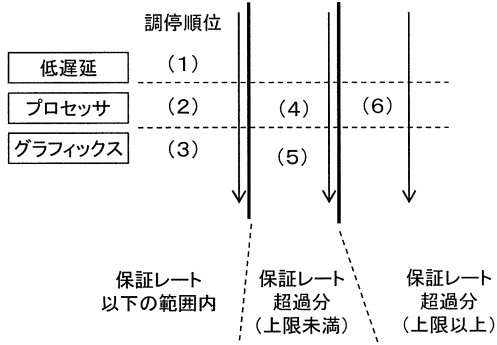 調停順位
低遅延 (1)
プロセッサ (2) (4) (6)
グラフィックス (3) (5)
保証レート
以下の範囲内
保証レート
超過分
(上限未満)
保証レート
超過分
(上限以上)